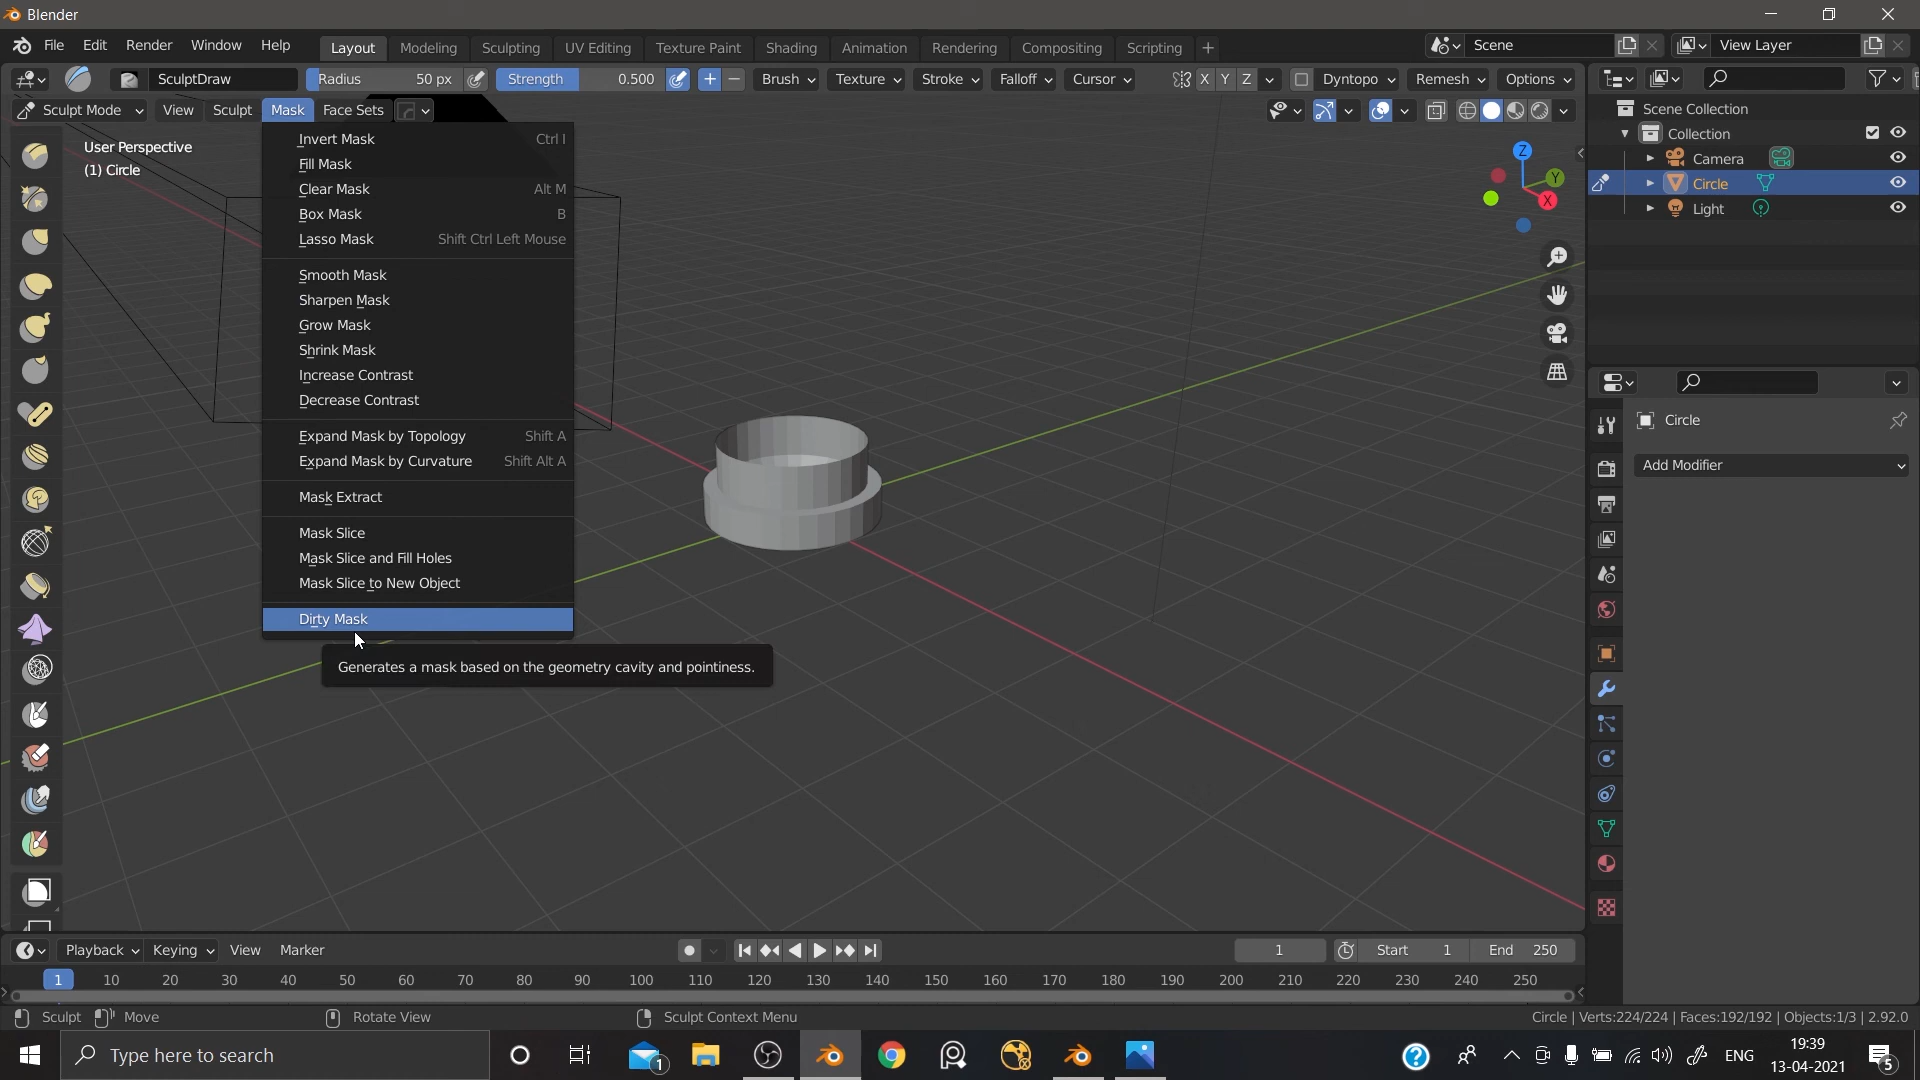 Blender
File Edit Render Window Help Layout Modeling Sculpting UV Editing Texture Paint Shading Animation Rendering Compositing Scripting + Scene View Layer
SculptDraw Radius 50 px Strength 0.500 + − Brush Texture Stroke Falloff Cursor X Y Z Dyntopo Remesh Options
Sculpt Mode View Sculpt Mask Face Sets
User Perspective
(1) Circle
Invert Mask Ctrl I
Fill Mask
Clear Mask Alt M
Box Mask B
Lasso Mask Shift Ctrl Left Mouse
Smooth Mask
Sharpen Mask
Grow Mask
Shrink Mask
Increase Contrast
Decrease Contrast
Expand Mask by Topology Shift A
Expand Mask by Curvature Shift Alt A
Mask Extract
Mask Slice
Mask Slice and Fill Holes
Mask Slice to New Object
Dirty Mask
Generates a mask based on the geometry cavity and pointiness.
Z
Y
X
Scene Collection
Collection
Camera
Circle
Light
Circle
Add Modifier
Playback Keying View Marker 1 Start 1 End 250
1 10 20 30 40 50 60 70 80 90 100 110 120 130 140 150 160 170 180 190 200 210 220 230 240 250
Sculpt Move Rotate View Sculpt Context Menu Circle | Verts:224/224 | Faces:192/192 | Objects:1/3 | 2.92.0
Type here to search 1 ENG 19:39
13-04-2021 5